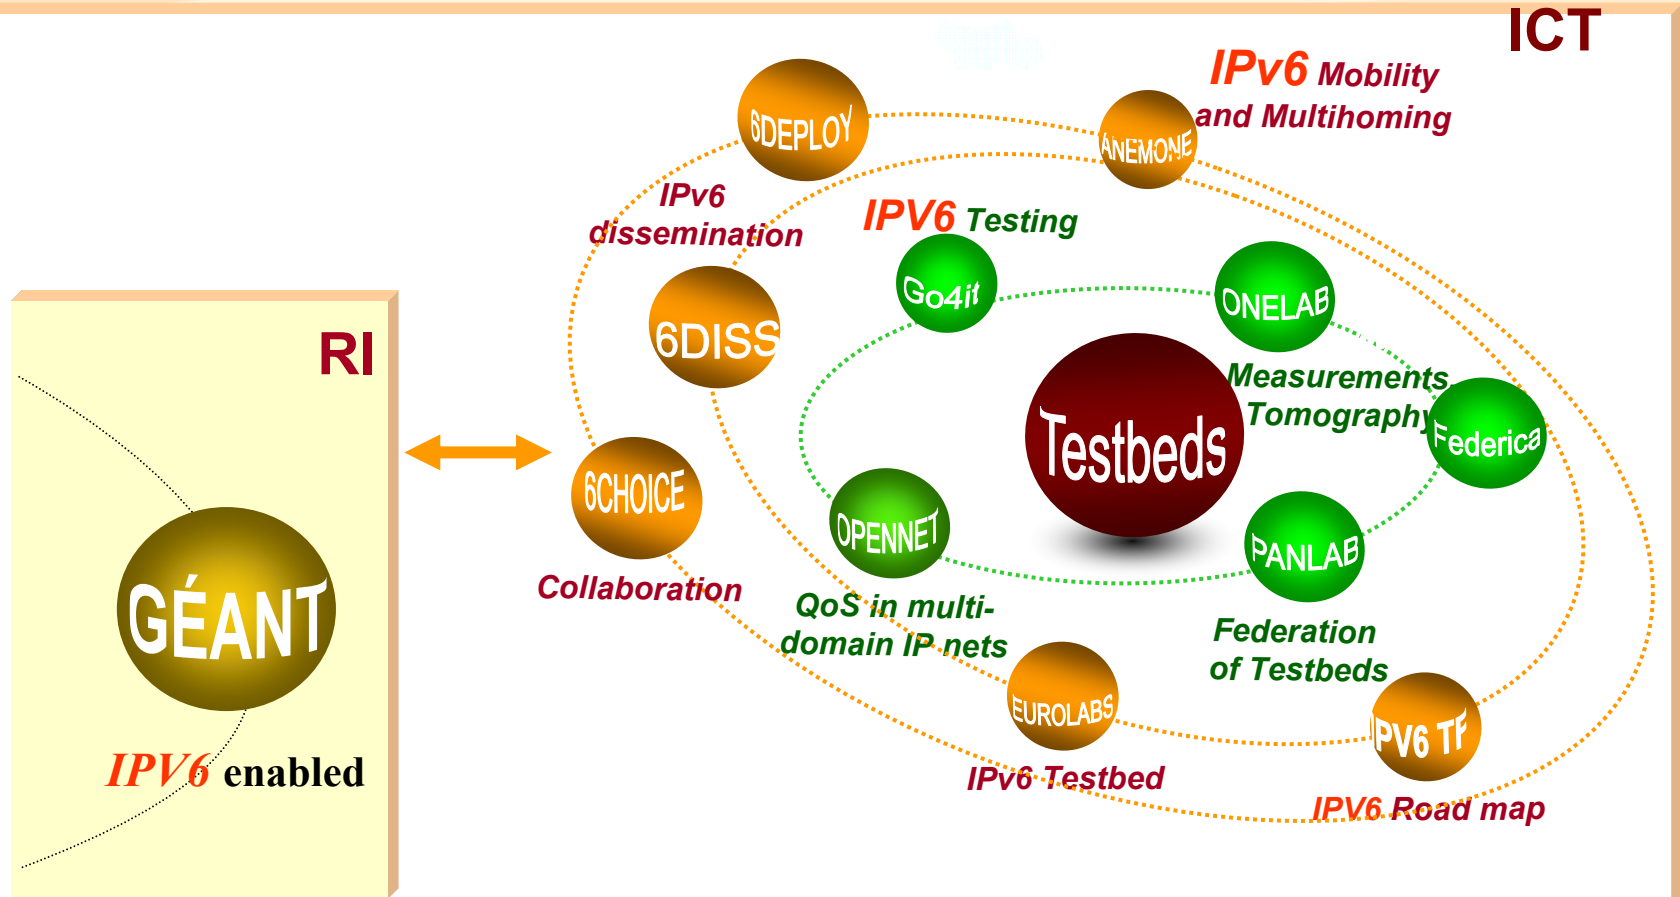 ICT
IPv6 Mobility
and Multihoming
6DEPLOY
ANEMONE
IPv6
dissemination
IPV6 Testing
Go4it
ONELAB
6DISS
RI
Measurements
Tomography
Testbeds
Federica
6CHOICE
OPENNET
PANLAB
Collaboration
QoS in multi-
domain IP nets
Federation
of Testbeds
GÉANT
EUROLABS
IPV6 TF
IPV6 enabled
IPv6 Testbed
IPV6 Road map